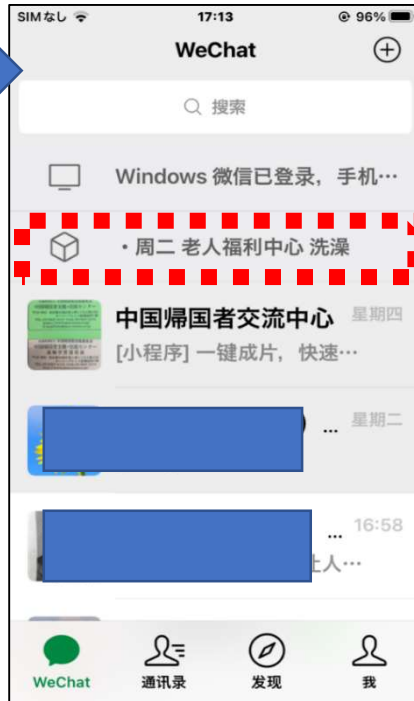 SIMなし 17:13 96%
WeChat
搜索
Windows 微信已登录，手机…
・周二 老人福利中心 洗澡
中国帰国者交流中心 星期四
[小程序] 一键成片，快速…
... 星期二
... 16:58
人…
WeChat 通讯录 发现 我